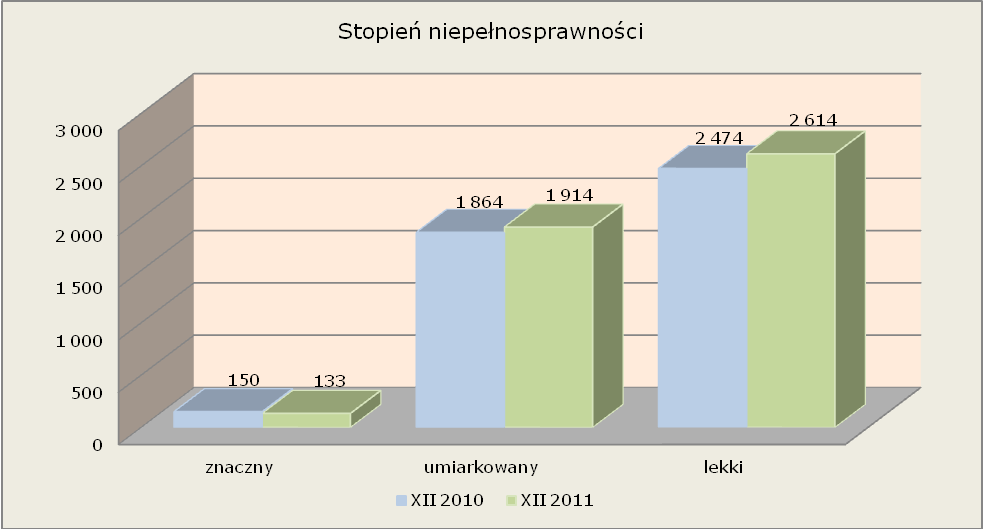 Stopień niepełnosprawności
3 000
2 500
2 000
1 500
1 000
500
0
150
133
1 864
1 914
2 474
2 614
znaczny
umiarkowany
lekki
XII 2010
XII 2011